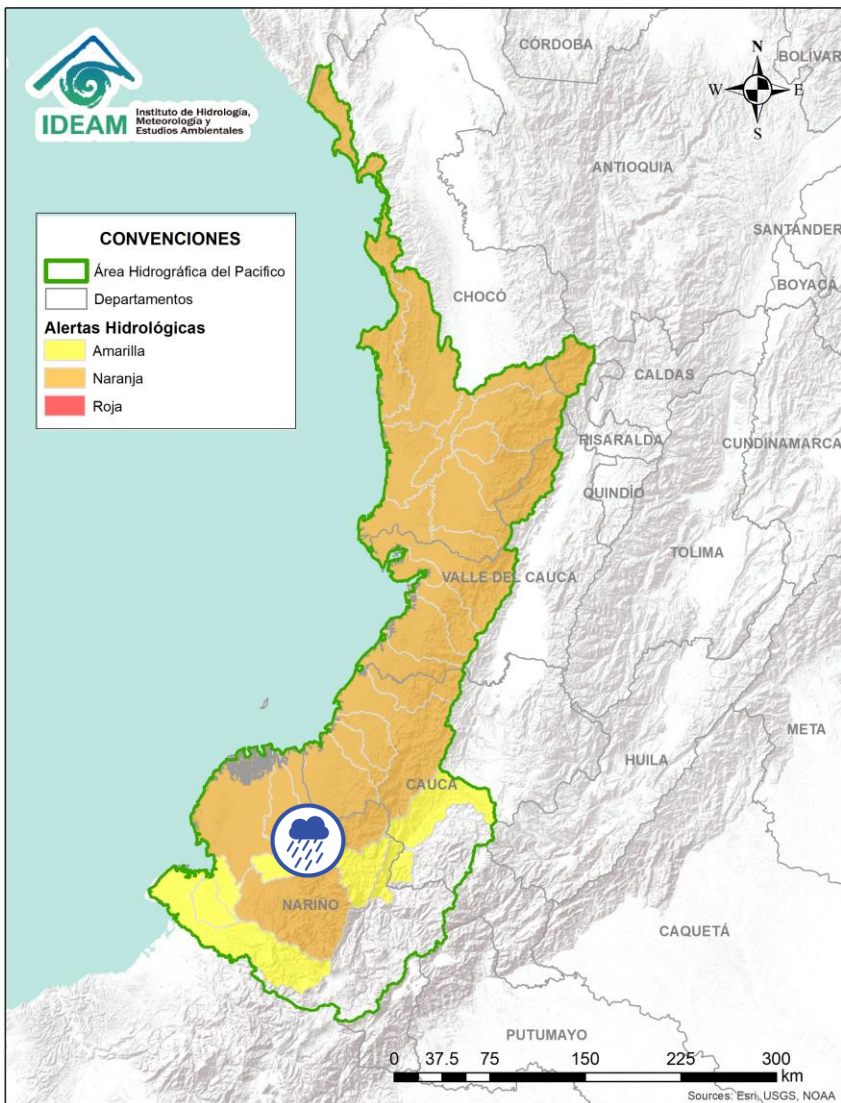 IDEAM
Instituto de Hidrología,
Meteorología y
Estudios Ambientales
CÓRDOBA
BOLÍVAR
N
W
E
S
ANTIOQUIA
SANTANDER
BOYACÁ
CONVENCIONES
Área Hidrográfica del Pacifico
Departamentos
Alertas Hidrológicas
Amarilla
Naranja
Roja
CHOCÓ
CALDAS
RISARALDA
CUNDINAMARCA
QUINDÍO
TOLIMA
VALLE DEL CAUCA
META
HUILA
CAUCA
NARIÑO
CAQUETÁ
PUTUMAYO
0 37.5 75 150 225 300
km
Sources: Esri, USGS, NOAA